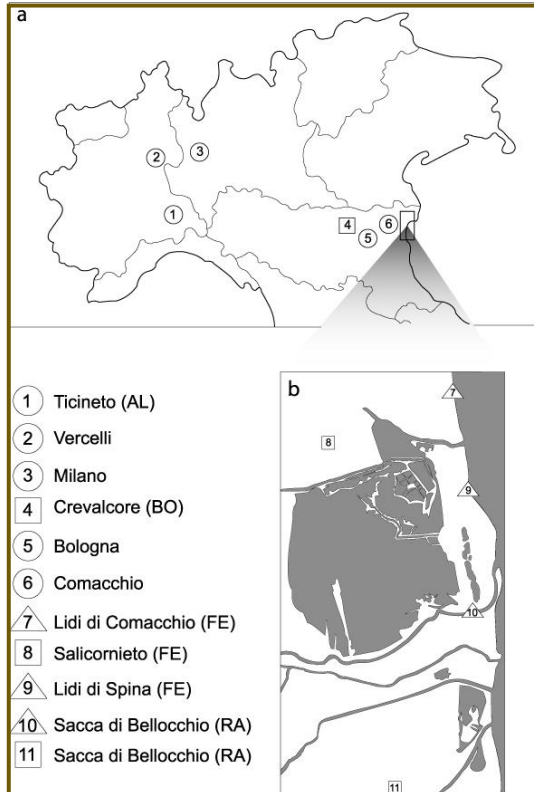 a
2
3
1
4
5
6
b
7
8
9
10
11
1 Ticineto (AL)
2 Vercelli
3 Milano
4 Crevalcore (BO)
5 Bologna
6 Comacchio
7 Lidi di Comacchio (FE)
8 Salicornieto (FE)
9 Lidi di Spina (FE)
10 Sacca di Bellocchio (RA)
11 Sacca di Bellocchio (RA)